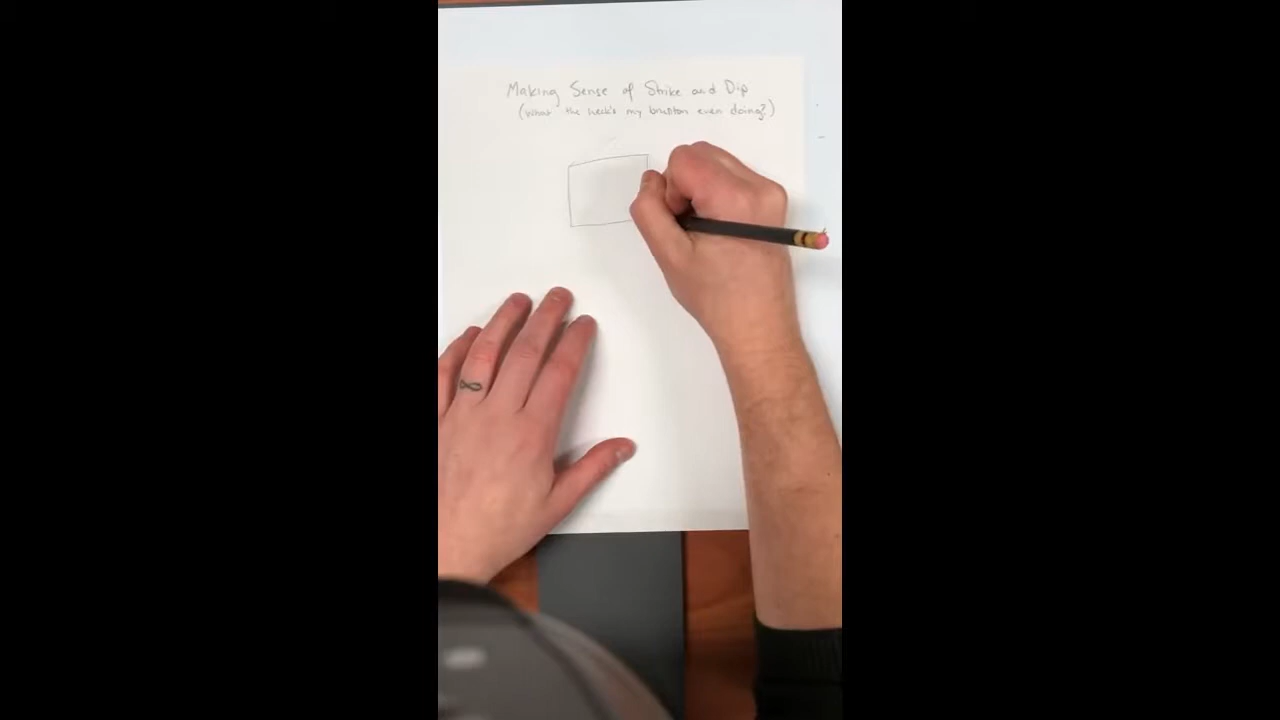 Making Sense of Strike and Dip
(What the heck's my brunton even doing?)